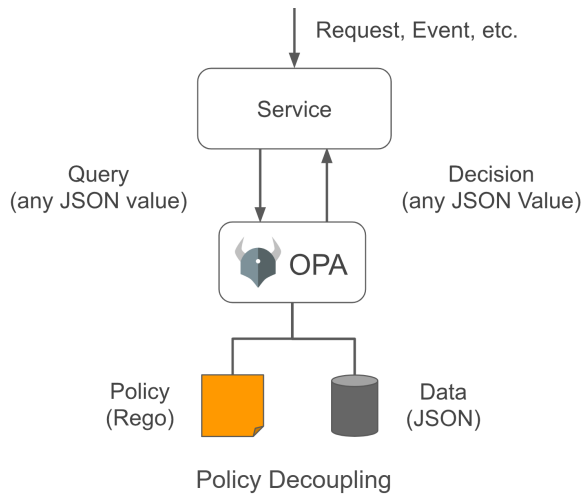 Request, Event, etc.
Service
Query
(any JSON value)
Decision
(any JSON Value)
OPA
Policy
(Rego)
Data
(JSON)
Policy Decoupling